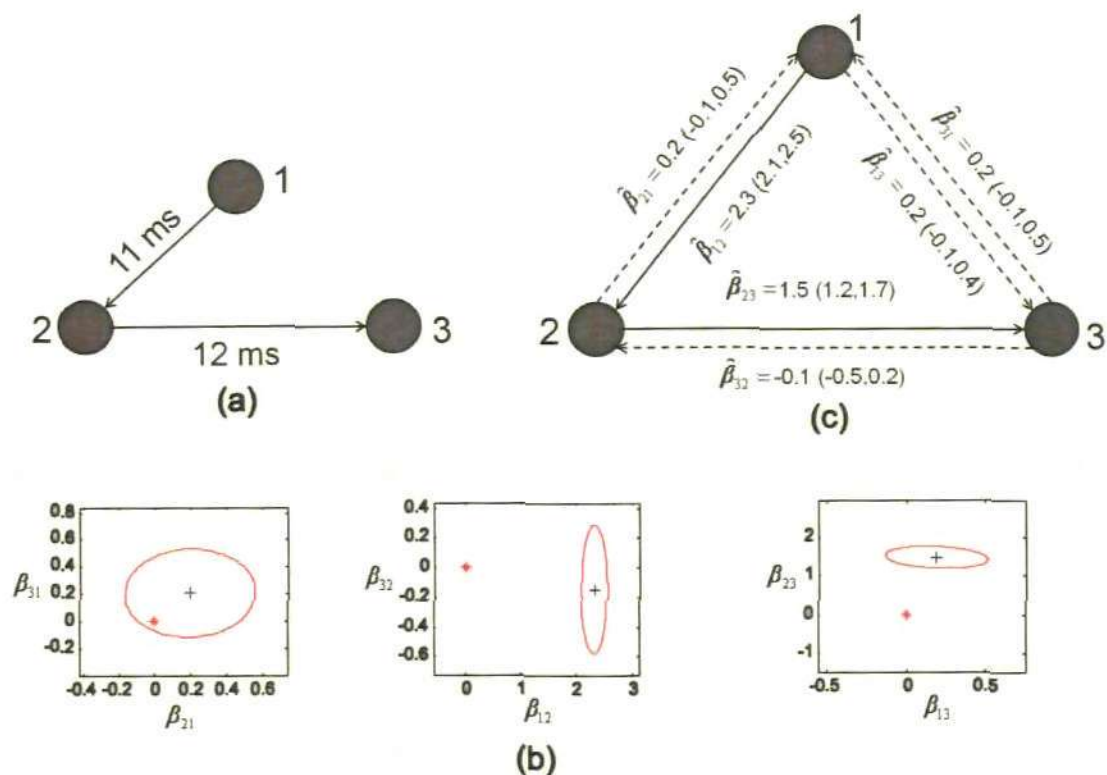 1
11 ms
2
3
12 ms
(a)
1
β̂21 = 0.2 (-0.1,0.5)
β̂12 = 2.3 (2.1,2.5)
β̂13 = 0.2 (-0.1,0.4)
β̂31 = 0.2 (-0.1,0.5)
β̂23 = 1.5 (1.2,1.7)
2
3
β̂32 = -0.1 (-0.5,0.2)
(c)
0.8
0.6
0.4
0.2
0
-0.2
β31
-0.4 -0.2 0 0.2 0.4 0.6
β21
0.4
0.2
0
-0.2
-0.4
-0.6
β32
0 1 2 3
β12
2
1
0
-1
β23
-0.5 0 0.5
β13
(b)